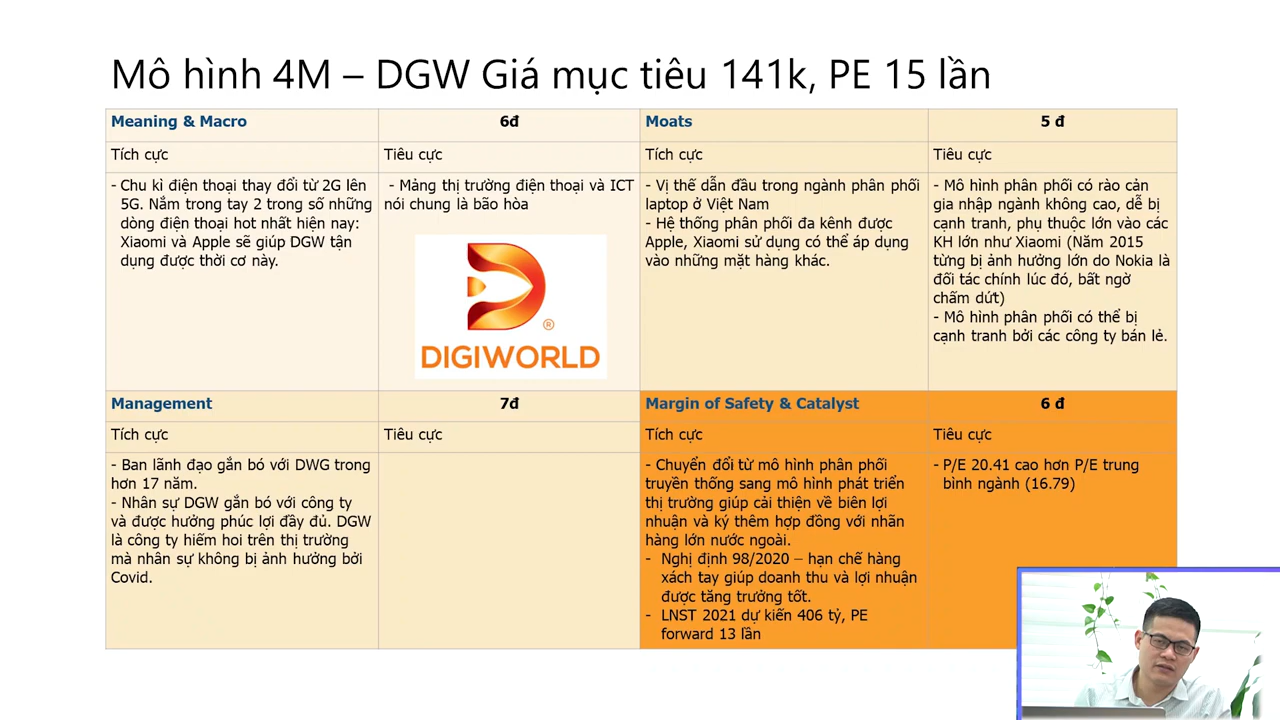 Mô hình 4M – DGW Giá mục tiêu 141k, PE 15 lần
Meaning & Macro
6đ
Moats
5 đ
Tích cực
Tiêu cực
Tích cực
Tiêu cực
- Chu kì điện thoại thay đổi từ 2G lên
5G. Nắm trong tay 2 trong số những
dòng điện thoại hot nhất hiện nay:
Xiaomi và Apple sẽ giúp DGW tận
dụng được thời cơ này.
- Mảng thị trường điện thoại và ICT
nói chung là bão hòa
DIGIWORLD
®
- Vị thế dẫn đầu trong ngành phân phối
laptop ở Việt Nam
- Hệ thống phân phối đa kênh được
Apple, Xiaomi sử dụng có thể áp dụng
vào những mặt hàng khác.
- Mô hình phân phối có rào cản
gia nhập ngành không cao, dễ bị
cạnh tranh, phụ thuộc lớn vào các
KH lớn như Xiaomi (Năm 2015
từng bị ảnh hưởng lớn do Nokia là
đối tác chính lúc đó, bất ngờ
chấm dứt)
- Mô hình phân phối có thể bị
cạnh tranh bởi các công ty bán lẻ.
Management
7đ
Margin of Safety & Catalyst
6 đ
Tích cực
Tiêu cực
Tích cực
Tiêu cực
- Ban lãnh đạo gắn bó với DWG trong
hơn 17 năm.
- Nhân sự DGW gắn bó với công ty
và được hưởng phúc lợi đầy đủ. DGW
là công ty hiếm hoi trên thị trường
mà nhân sự không bị ảnh hưởng bởi
Covid.
- Chuyển đổi từ mô hình phân phối
truyền thống sang mô hình phát triển
thị trường giúp cải thiện về biên lợi
nhuận và ký thêm hợp đồng với nhãn
hàng lớn nước ngoài.
- Nghị định 98/2020 – hạn chế hàng
xách tay giúp doanh thu và lợi nhuận
được tăng trưởng tốt.
- LNST 2021 dự kiến 406 tỷ, PE
forward 13 lần
- P/E 20.41 cao hơn P/E trung
bình ngành (16.79)